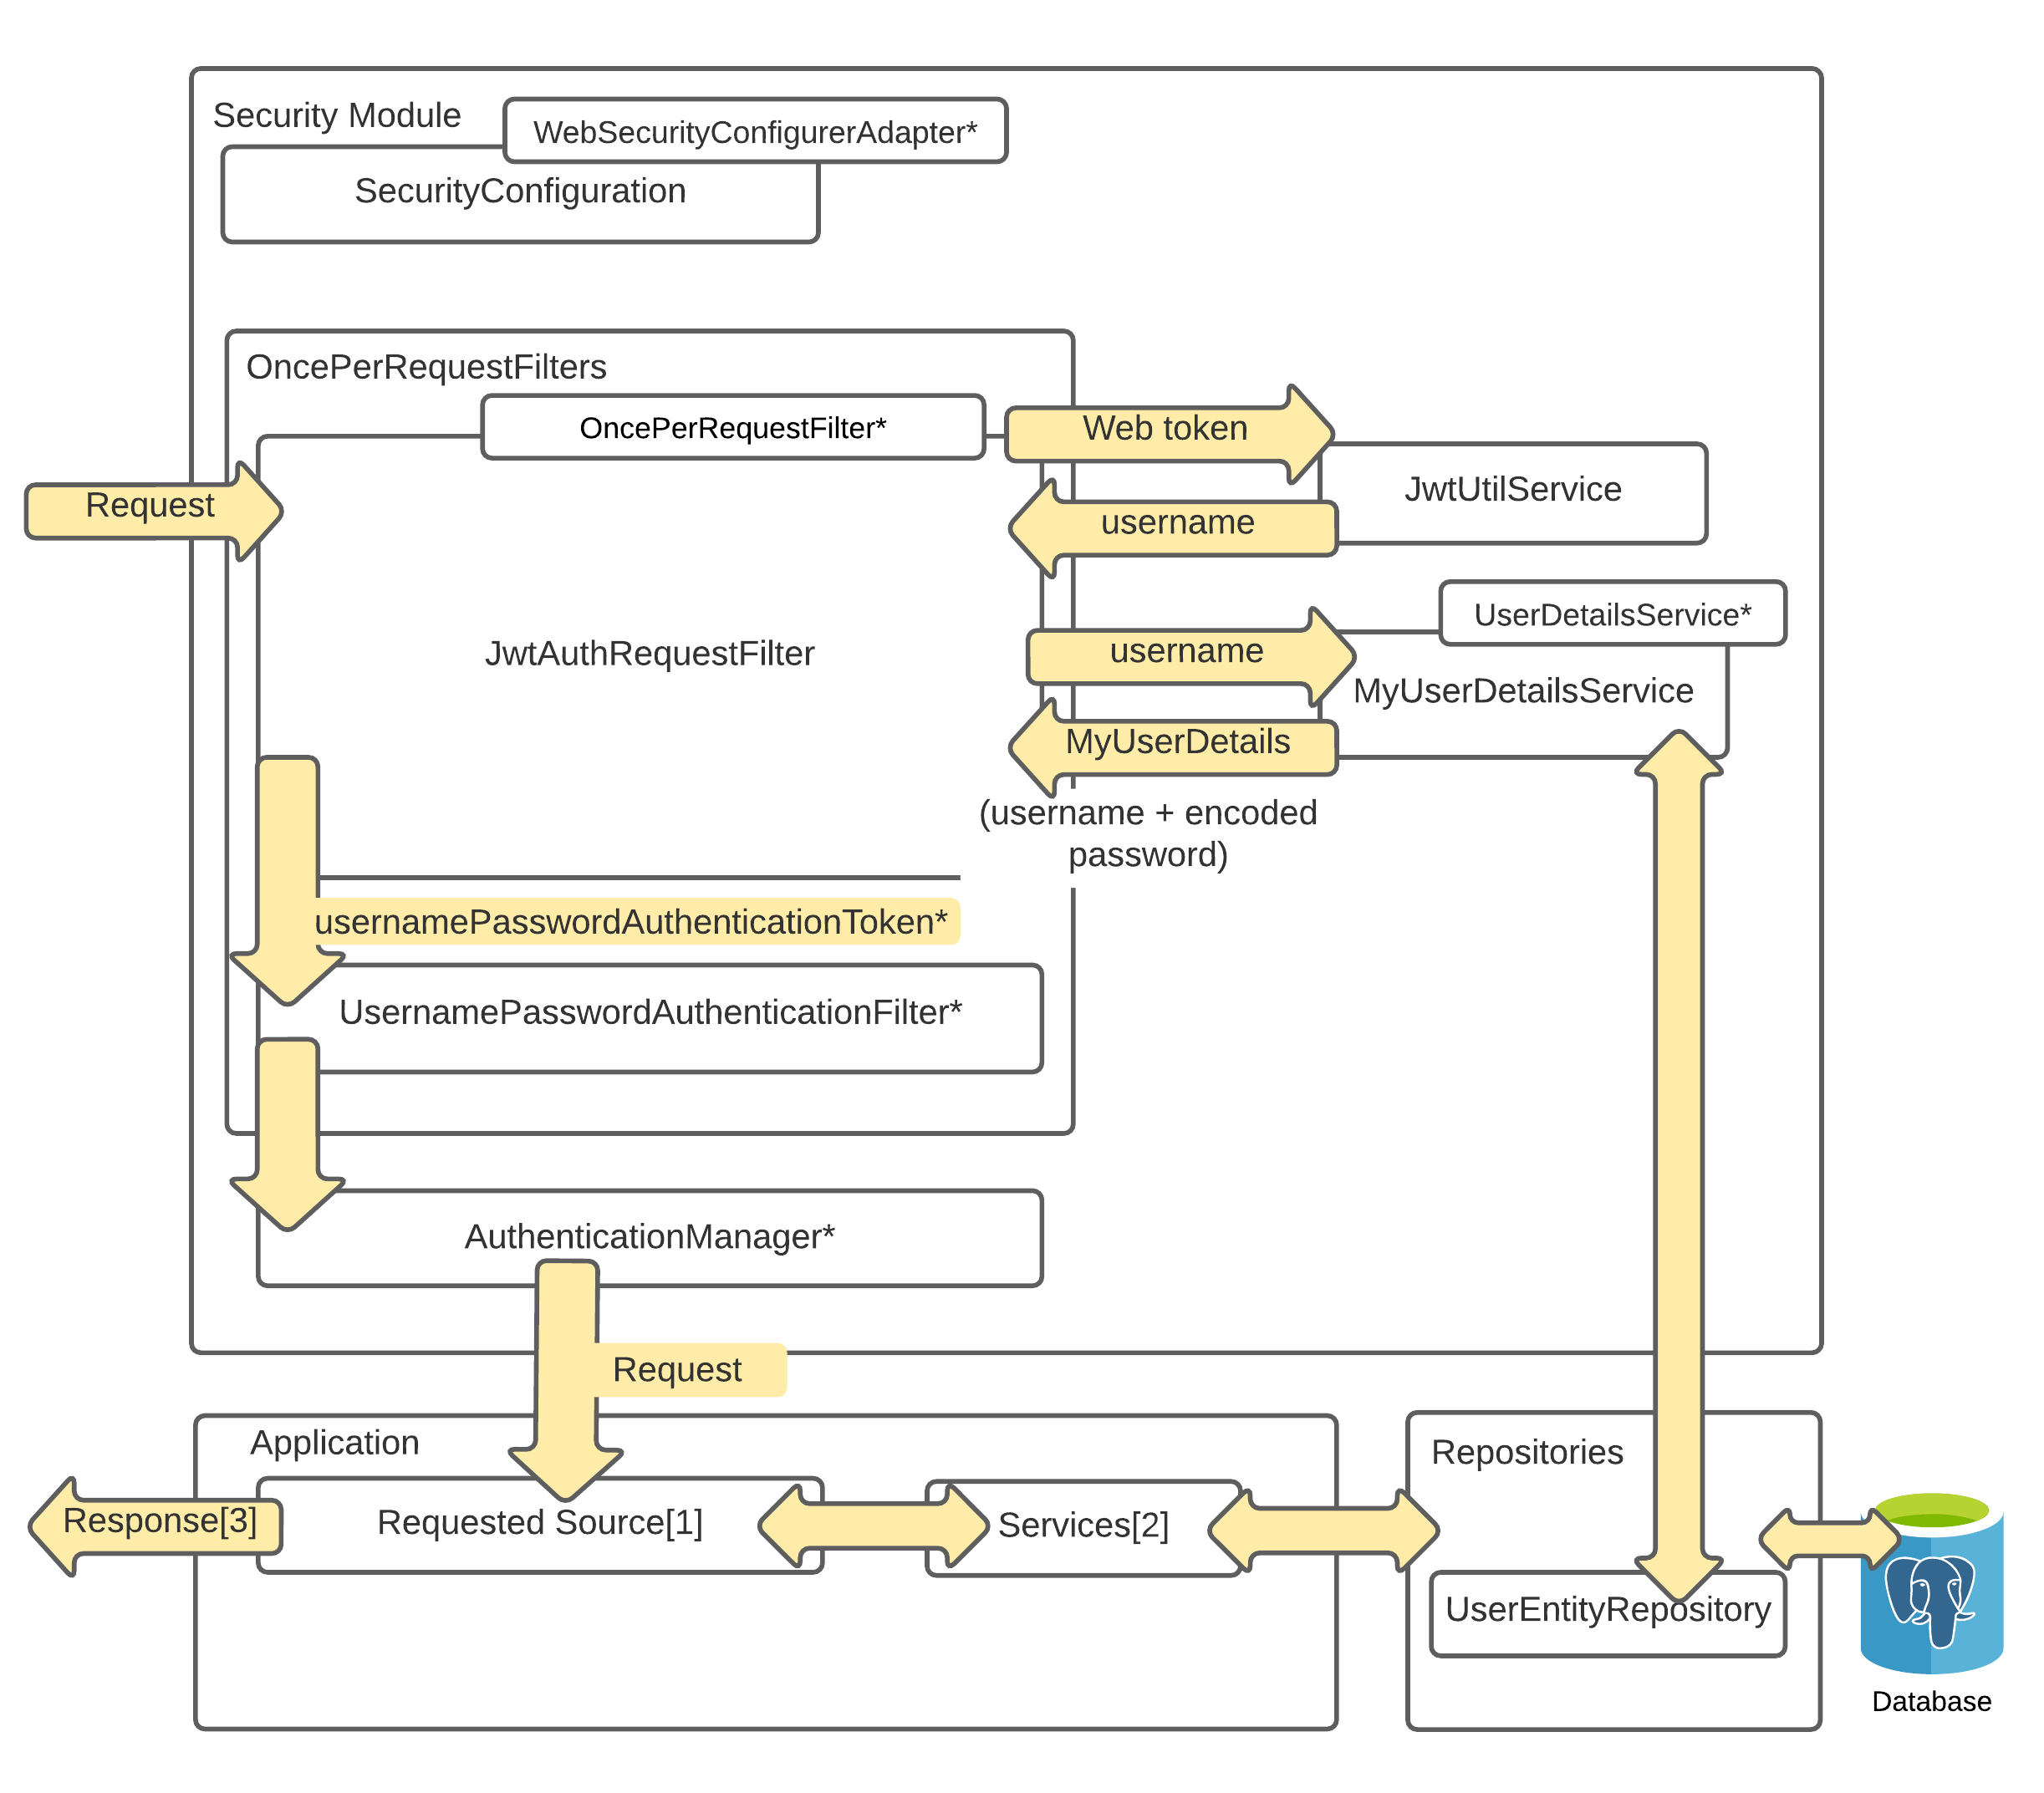 Security Module
WebSecurityConfigurerAdapter*
SecurityConfiguration
OncePerRequestFilters
OncePerRequestFilter*
Web token
Request
JwtUtilService
username
UserDetailsService*
JwtAuthRequestFilter
username
MyUserDetailsService
MyUserDetails
(username + encoded
password)
usernamePasswordAuthenticationToken*
UsernamePasswordAuthenticationFilter*
AuthenticationManager*
Request
Application
Repositories
Response[3]
Requested Source[1]
Services[2]
UserEntityRepository
Database